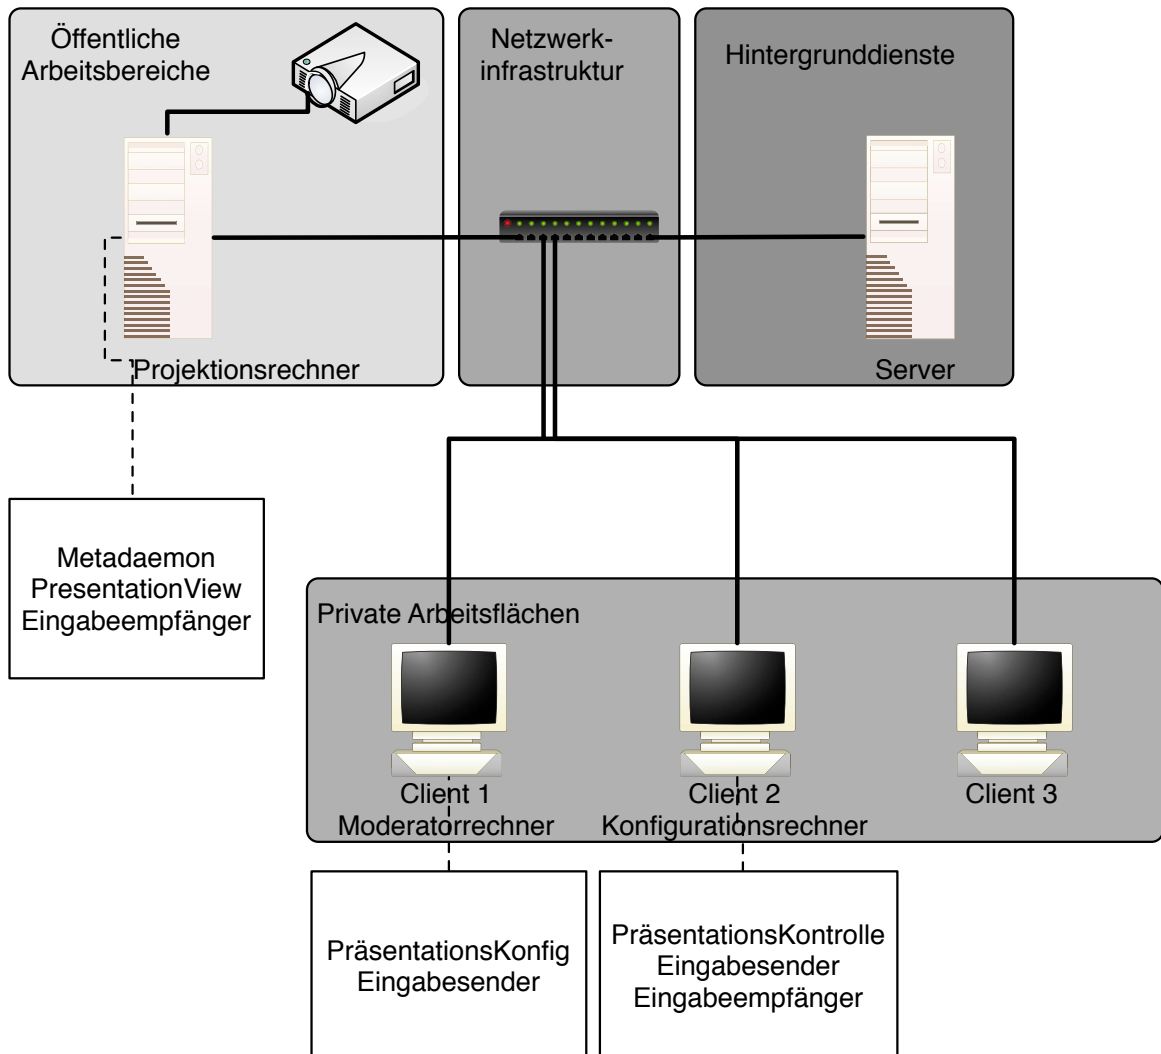 Öffentliche
Arbeitsbereiche
Netzwerk-
infrastruktur
Hintergrunddienste
Projektionsrechner
Server
Metadaemon
PresentationView
Eingabeempfänger
Private Arbeitsflächen
Client 1
Moderatorrechner
Client 2
Konfigurationsrechner
Client 3
PräsentationsKonfig
Eingabesender
PräsentationsKontrolle
Eingabesender
Eingabeempfänger